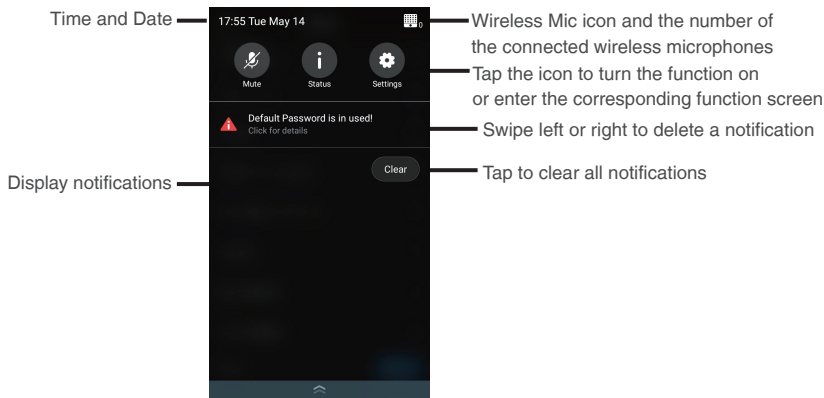 Time and Date
17:55 Tue May 14
0
Wireless Mic icon and the number of
the connected wireless microphones
Mute
Status
Settings
Tap the icon to turn the function on
or enter the corresponding function screen
Default Password is in used!
Click for details
Swipe left or right to delete a notification
Display notifications
Clear
Tap to clear all notifications